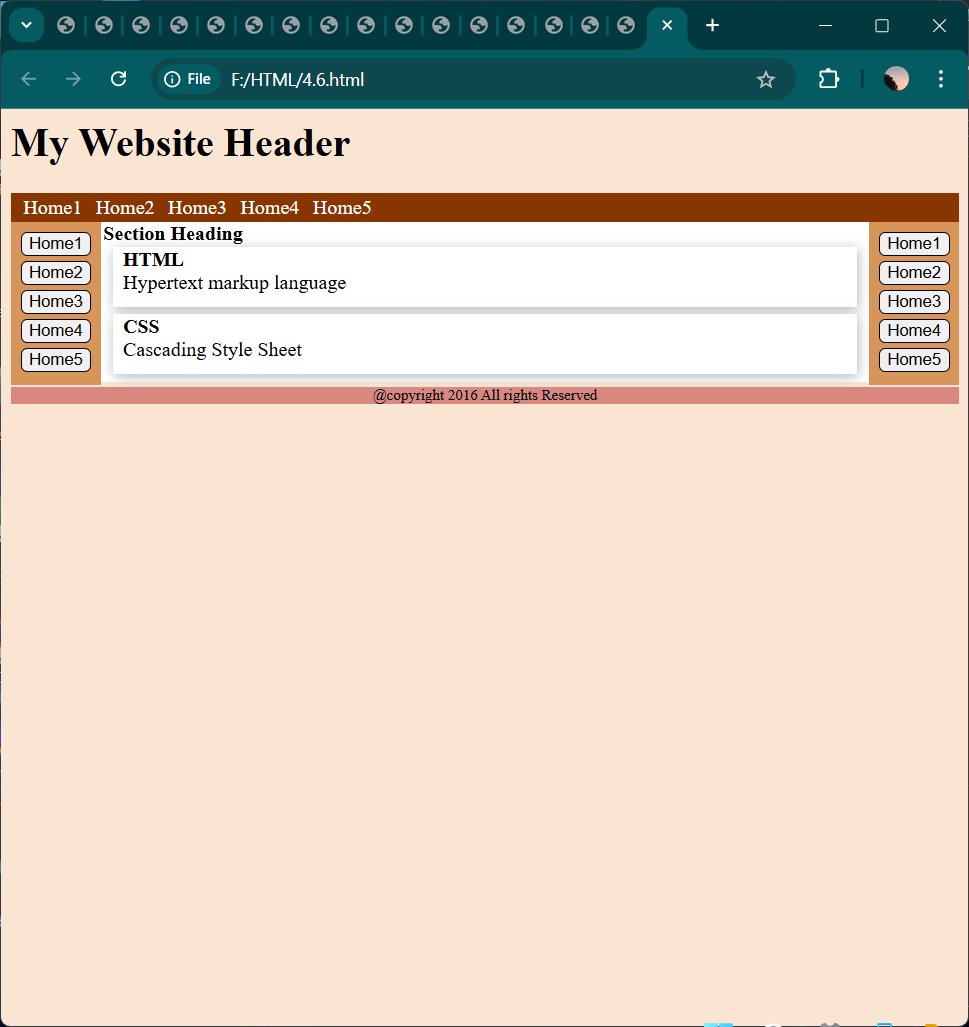 File F:/HTML/4.6.html
My Website Header
Home1 Home2 Home3 Home4 Home5
Home1
Home2
Home3
Home4
Home5
Section Heading
HTML
Hypertext markup language
CSS
Cascading Style Sheet
Home1
Home2
Home3
Home4
Home5
@copyright 2016 All rights Reserved